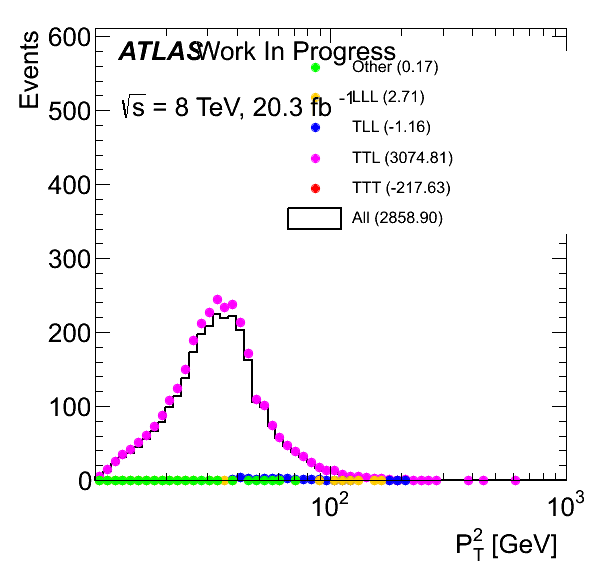 600
500
400
300
200
100
0
Events
ATLAS Work In Progress
√s = 8 TeV, 20.3 fb -1
Other (0.17)
LLL (2.71)
TLL (-1.16)
TTL (3074.81)
TTT (-217.63)
All (2858.90)
10²
10³
P²_T [GeV]